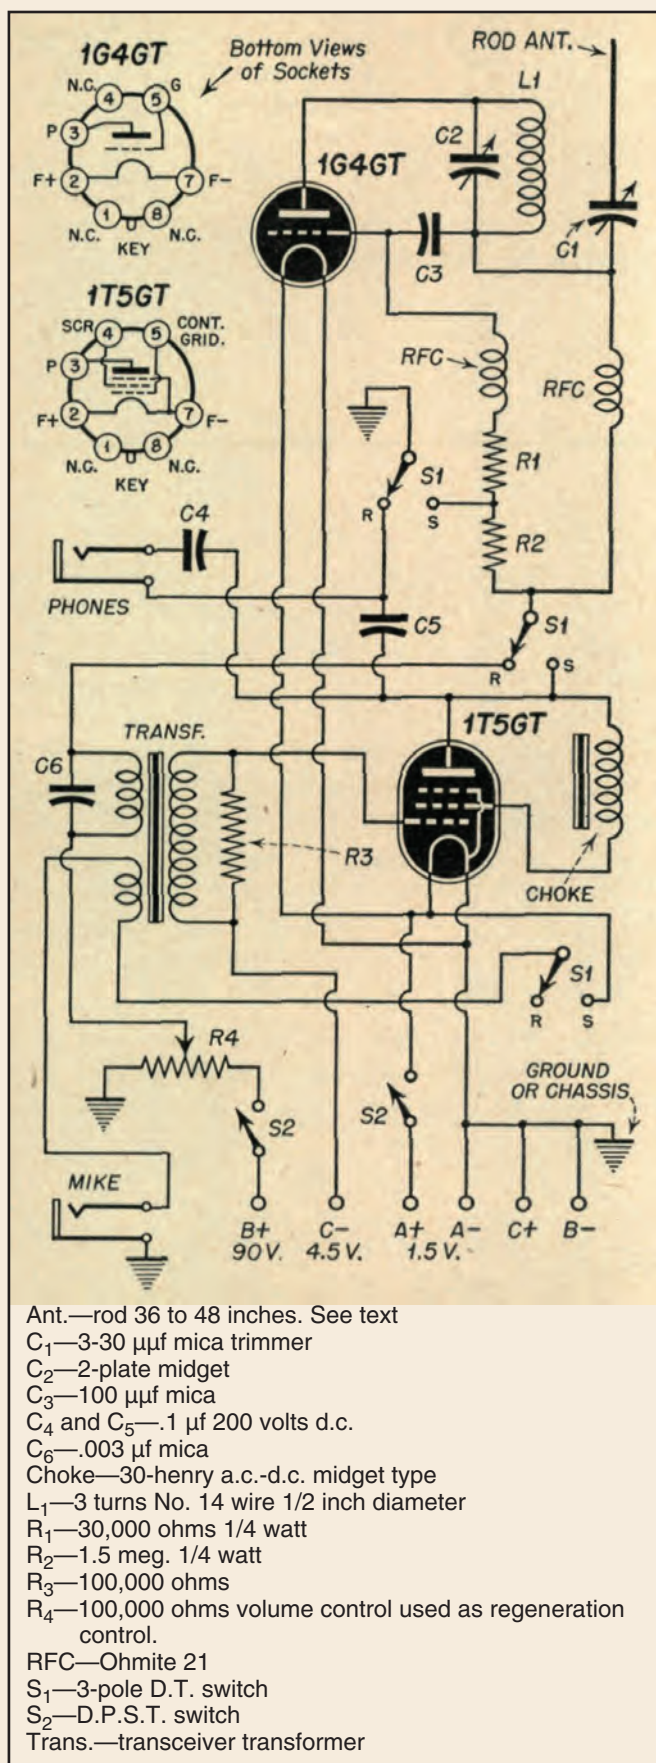 1G4GT
Bottom Views
of Sockets
N.C. 4 5 G
P 3
F+ 2 7 F-
1 8
N.C. KEY N.C.
1T5GT
SCR 4 5 CONT. GRID.
P 3
F+ 2 7 F-
1 8
N.C. KEY N.C.
ROD ANT.
L1
C2
1G4GT
C3
C1
RFC
RFC
S1
R1
R S
R2
C4
PHONES
C5
S1
R S
TRANSF.
1T5GT
C6
R3
CHOKE
S1
R S
R4
GROUND
OR CHASSIS
S2
S2
MIKE
B+ C- A+ A- C+ B-
90 V. 4.5 V. 1.5 V.
Ant.—rod 36 to 48 inches. See text
C1—3-30 μμf mica trimmer
C2—2-plate midget
C3—100 μμf mica
C4 and C5—.1 μf 200 volts d.c.
C6—.003 μf mica
Choke—30-henry a.c.-d.c. midget type
L1—3 turns No. 14 wire 1/2 inch diameter
R1—30,000 ohms 1/4 watt
R2—1.5 meg. 1/4 watt
R3—100,000 ohms
R4—100,000 ohms volume control used as regeneration
control.
RFC—Ohmite 21
S1—3-pole D.T. switch
S2—D.P.S.T. switch
Trans.—transceiver transformer